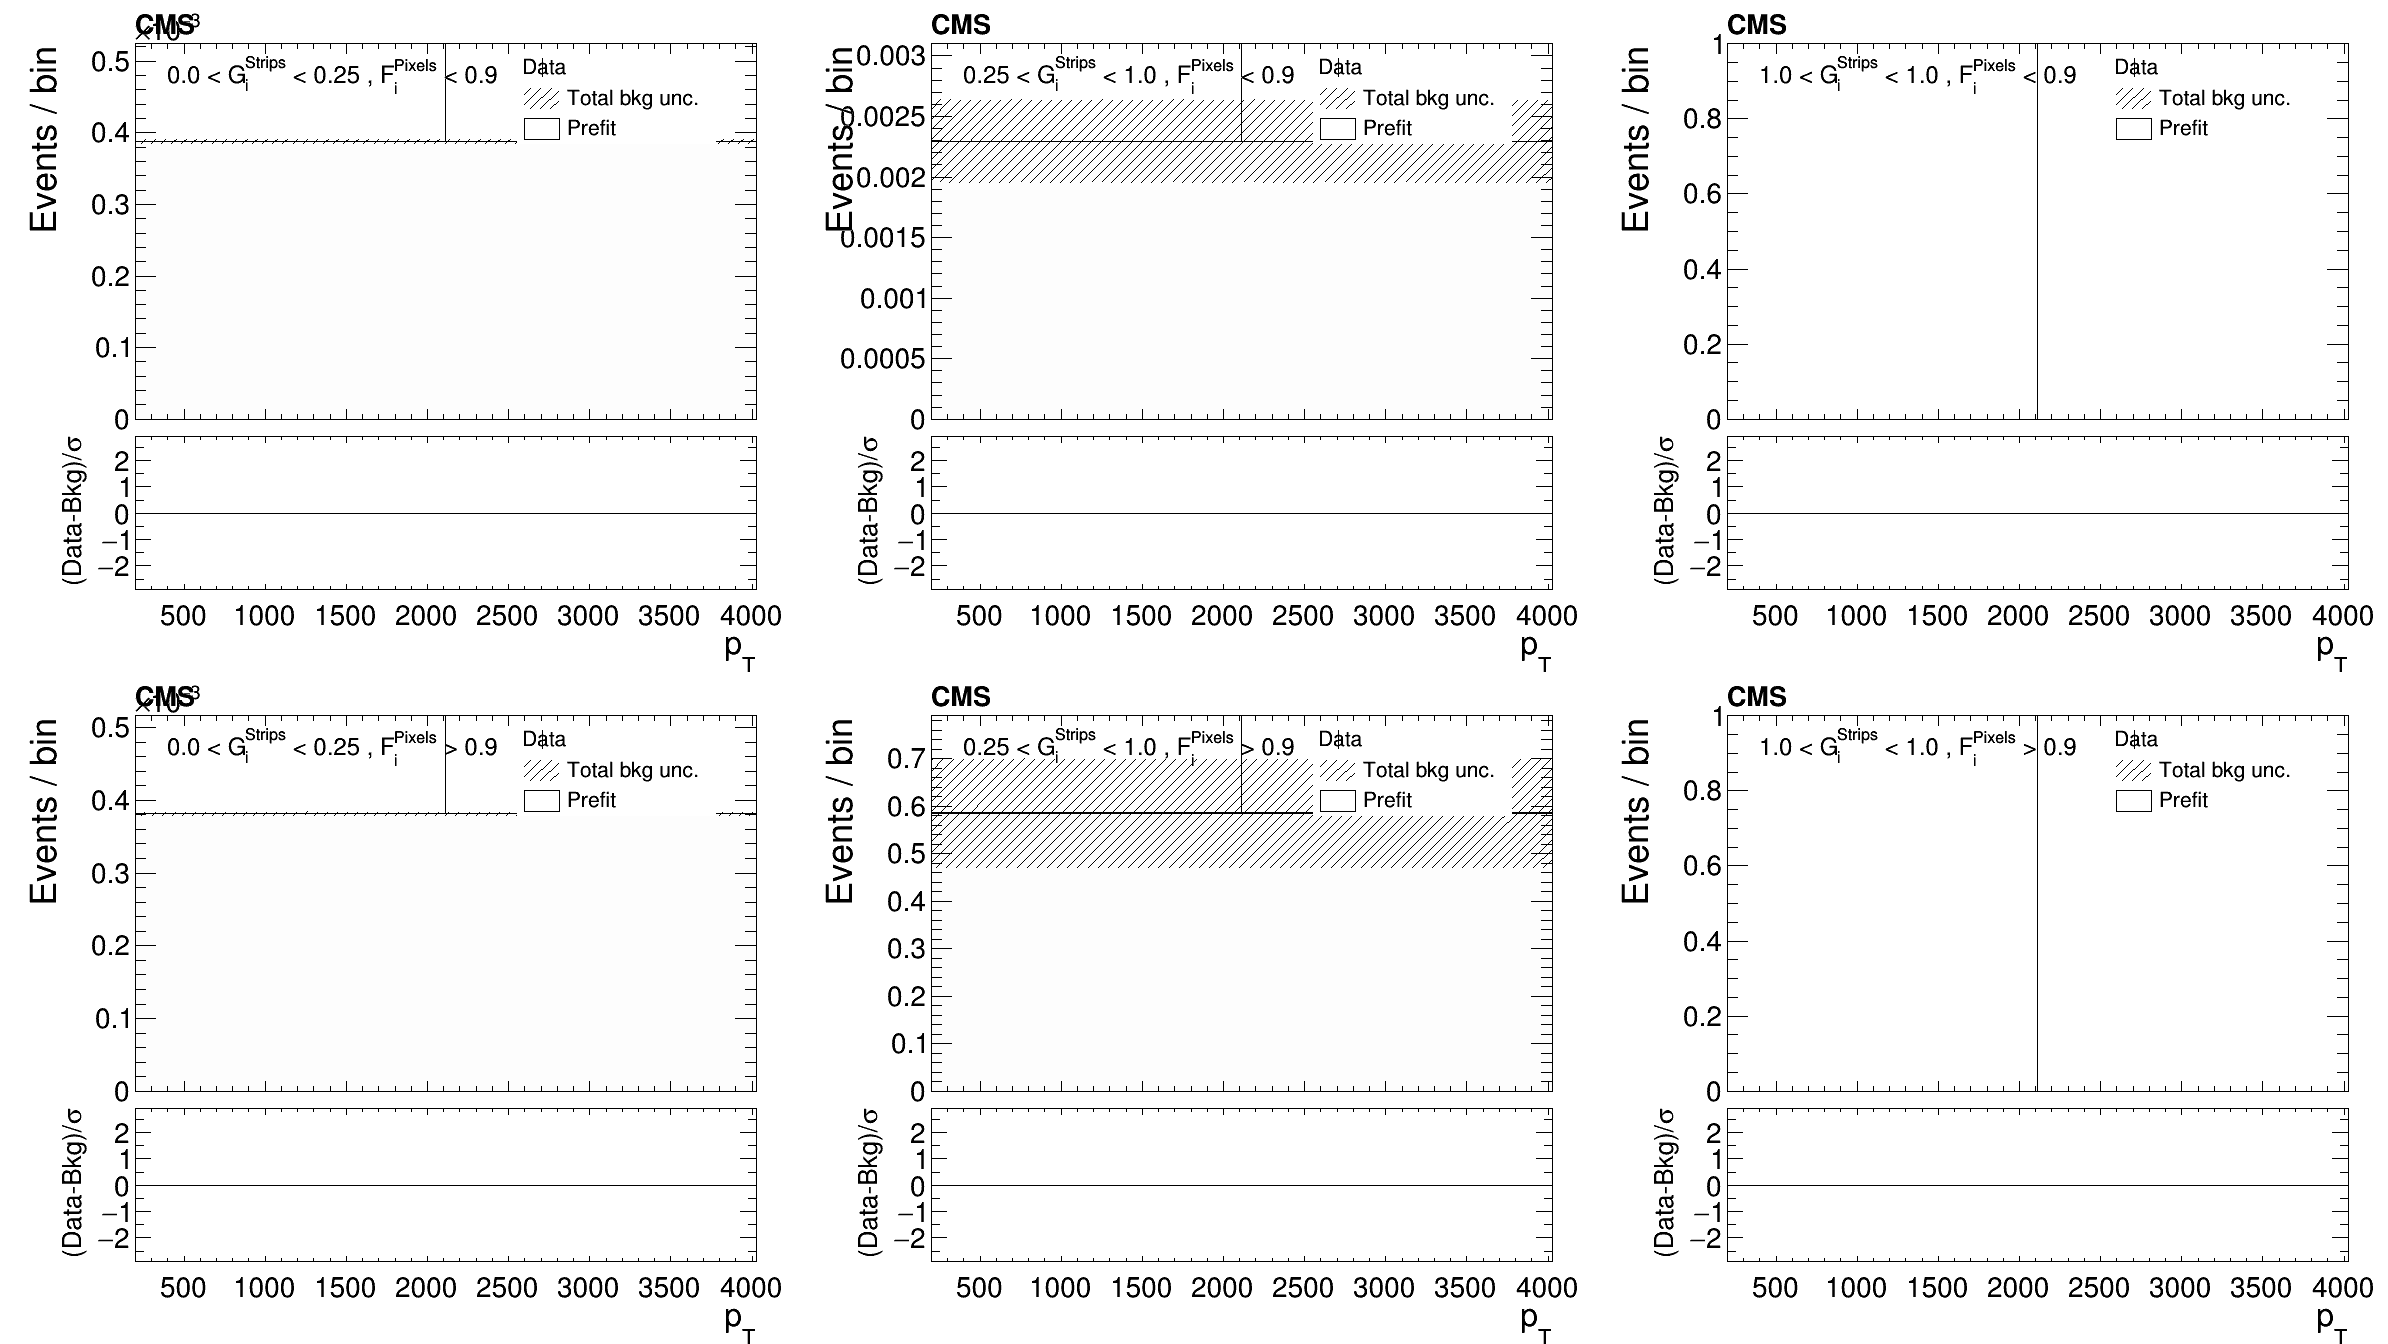 CMS
×10⁻³
Events / bin
0.0 < G_i^Strips < 0.25 , F_i^Pixels < 0.9
Data
Total bkg unc.
Prefit
0.5
0.4
0.3
0.2
0.1
0
(Data-Bkg)/σ
2
1
0
−1
−2
500 1000 1500 2000 2500 3000 3500 4000
p_T
CMS
Events / bin
0.25 < G_i^Strips < 1.0 , F_i^Pixels < 0.9
Data
Total bkg unc.
Prefit
0.003
0.0025
0.002
0.0015
0.001
0.0005
0
(Data-Bkg)/σ
2
1
0
−1
−2
500 1000 1500 2000 2500 3000 3500 4000
p_T
CMS
Events / bin
1.0 < G_i^Strips < 1.0 , F_i^Pixels < 0.9
Data
Total bkg unc.
Prefit
1
0.8
0.6
0.4
0.2
0
(Data-Bkg)/σ
2
1
0
−1
−2
500 1000 1500 2000 2500 3000 3500 4000
p_T
CMS
×10⁻³
Events / bin
0.0 < G_i^Strips < 0.25 , F_i^Pixels > 0.9
Data
Total bkg unc.
Prefit
0.5
0.4
0.3
0.2
0.1
0
(Data-Bkg)/σ
2
1
0
−1
−2
500 1000 1500 2000 2500 3000 3500 4000
p_T
CMS
Events / bin
0.25 < G_i^Strips < 1.0 , F_i^Pixels > 0.9
Data
Total bkg unc.
Prefit
0.7
0.6
0.5
0.4
0.3
0.2
0.1
0
(Data-Bkg)/σ
2
1
0
−1
−2
500 1000 1500 2000 2500 3000 3500 4000
p_T
CMS
Events / bin
1.0 < G_i^Strips < 1.0 , F_i^Pixels > 0.9
Data
Total bkg unc.
Prefit
1
0.8
0.6
0.4
0.2
0
(Data-Bkg)/σ
2
1
0
−1
−2
500 1000 1500 2000 2500 3000 3500 4000
p_T